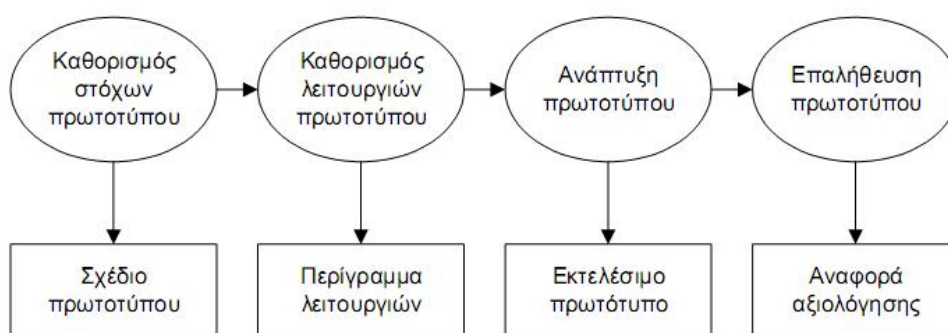 Καθορισμός
στόχων
πρωτοτύπου
Καθορισμός
λειτουργιών
πρωτοτύπου
Ανάπτυξη
πρωτοτύπου
Επαλήθευση
πρωτοτύπου
Σχέδιο
πρωτοτύπου
Περίγραμμα
λειτουργιών
Εκτελέσιμο
πρωτότυπο
Αναφορά
αξιολόγησης